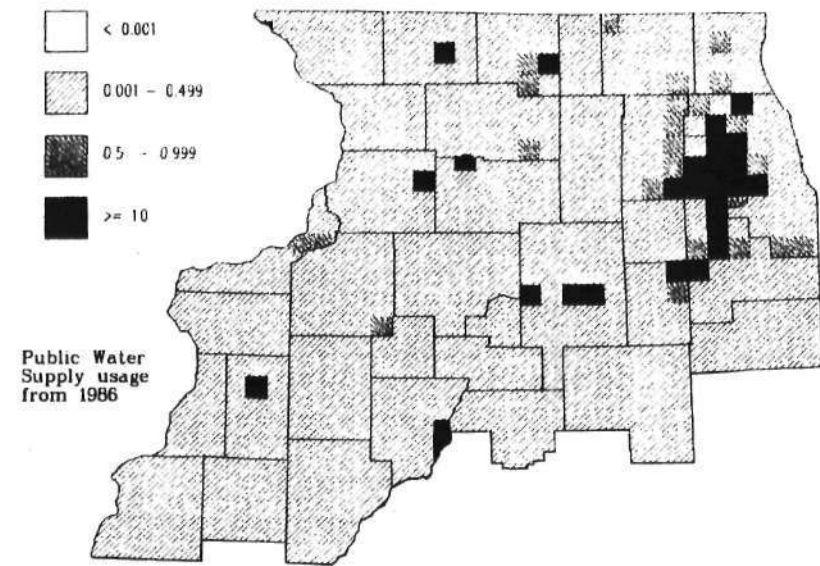 < 0.001
0.001 - 0.499
0.5 - 0.999
>= 10
Public Water
Supply usage
from 1986